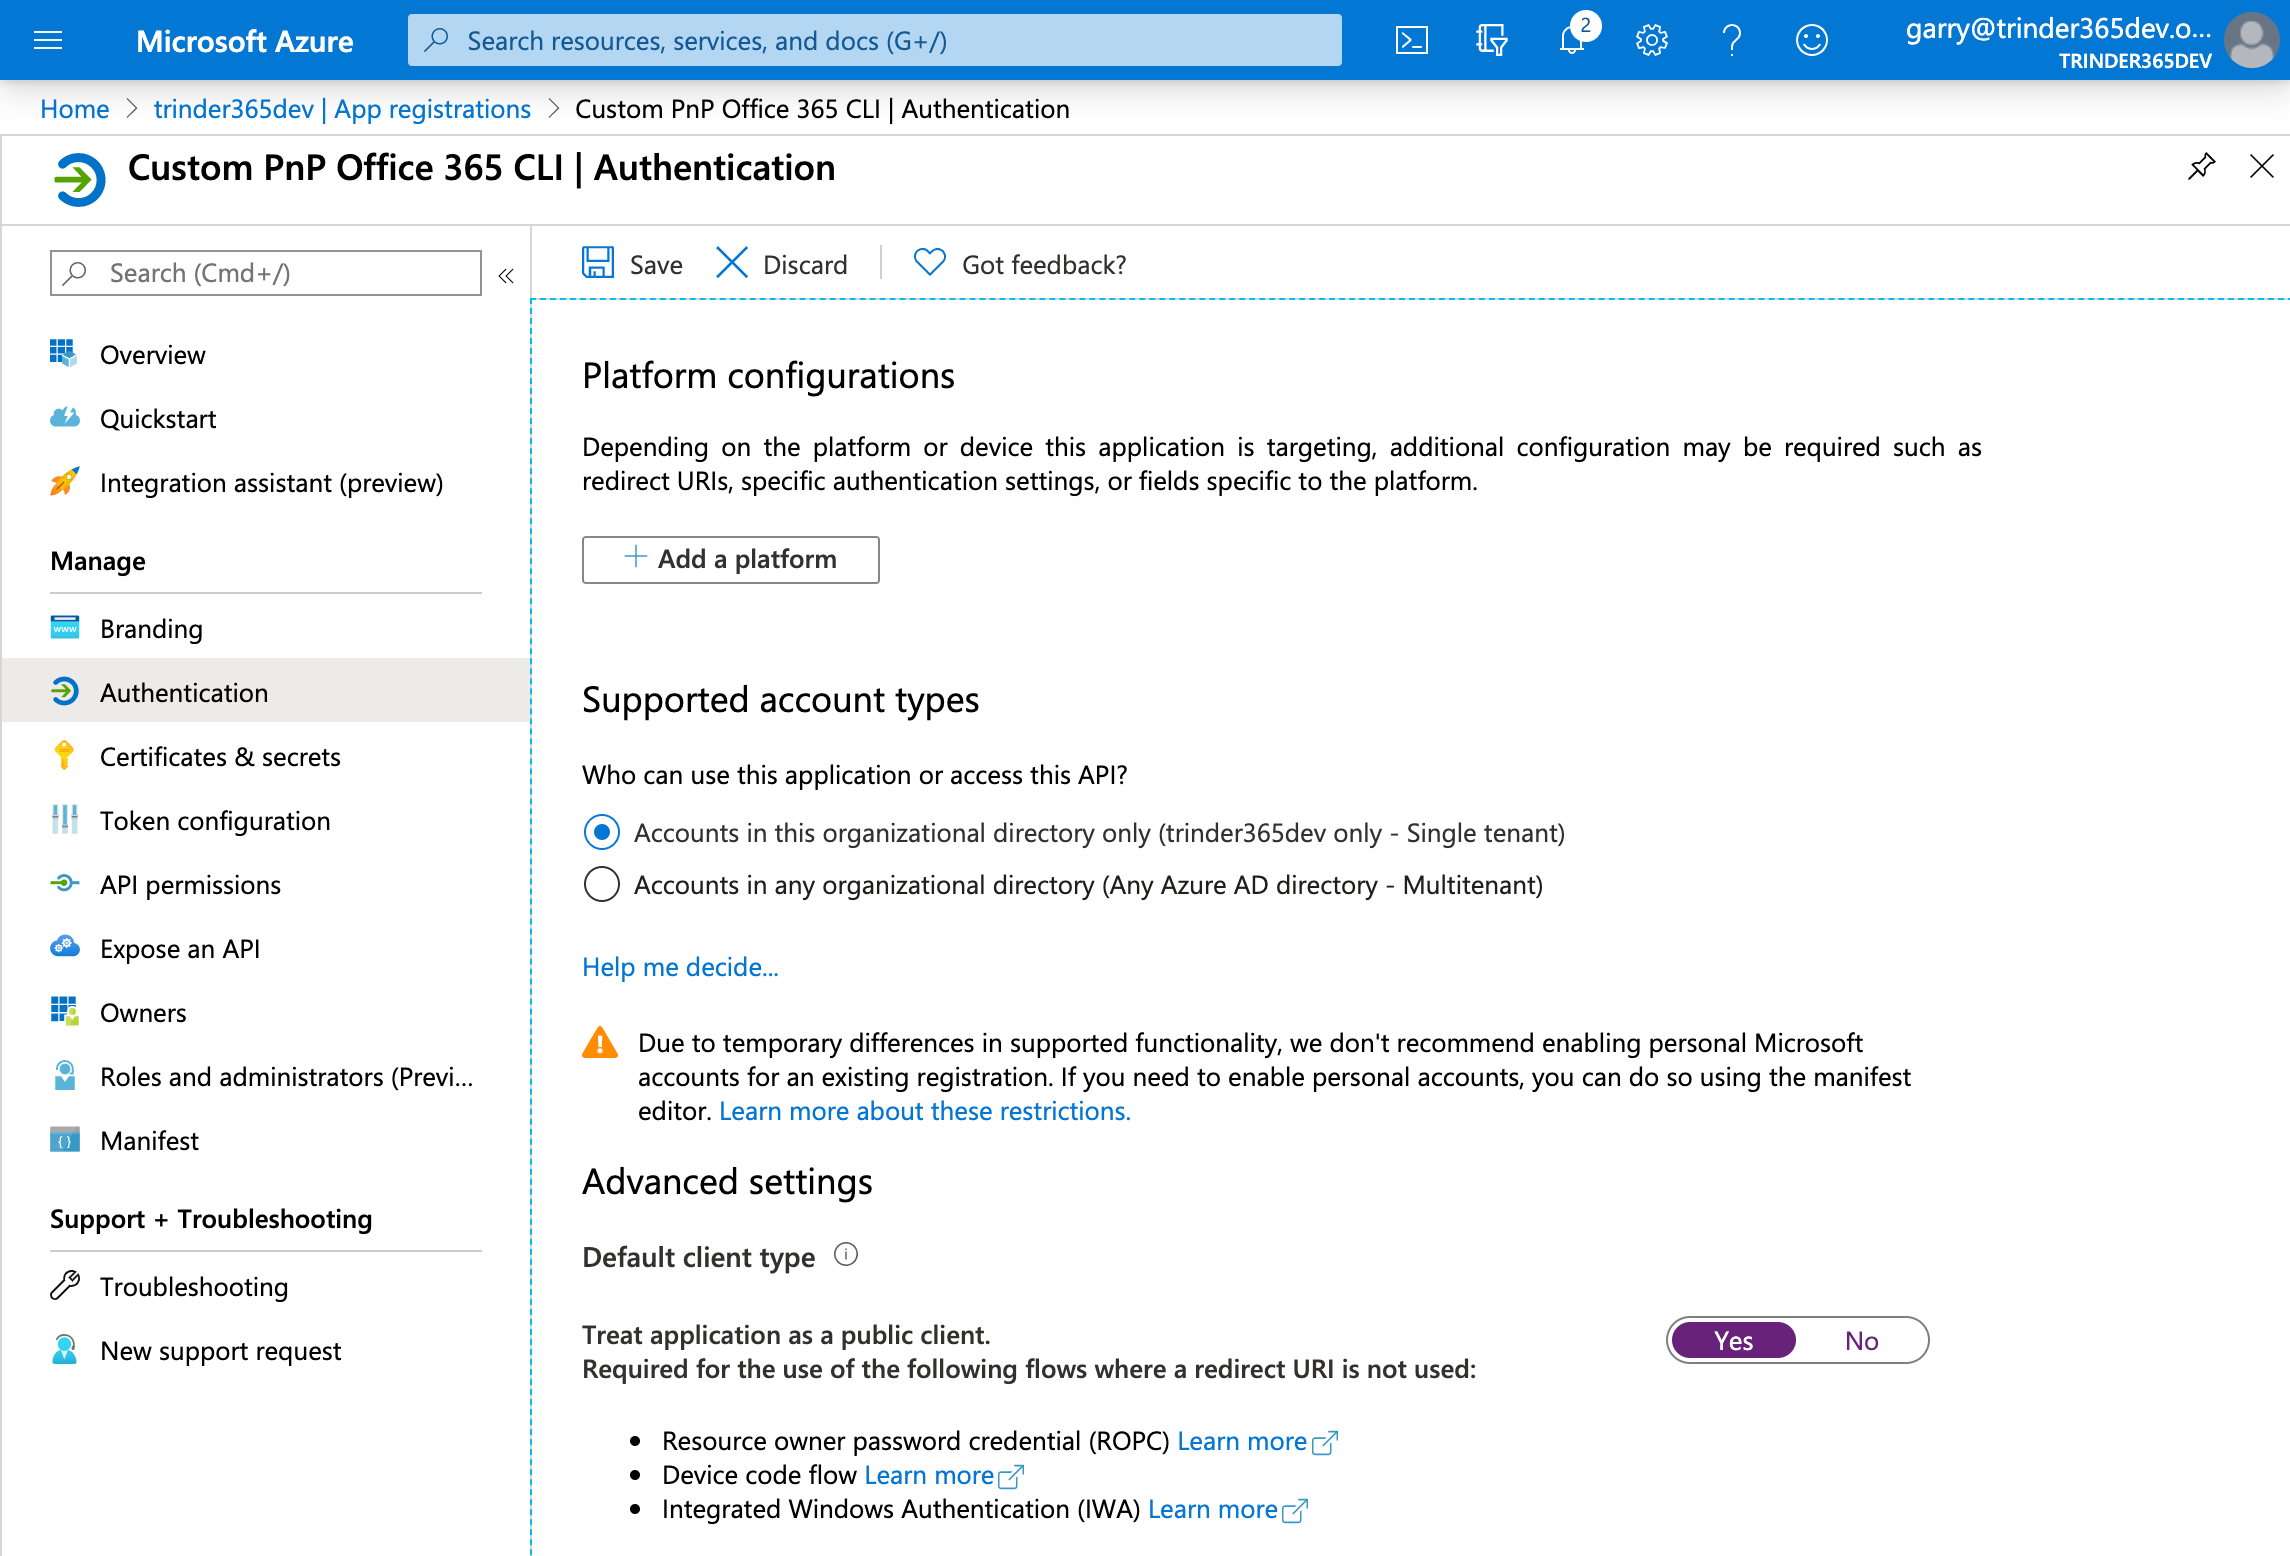 Microsoft Azure
Search resources, services, and docs (G+/)
2
garry@trinder365dev.o...
TRINDER365DEV
Home > trinder365dev | App registrations > Custom PnP Office 365 CLI | Authentication
Custom PnP Office 365 CLI | Authentication
Search (Cmd+/)
«
Overview
Quickstart
Integration assistant (preview)
Manage
www
Branding
Authentication
Certificates & secrets
Token configuration
API permissions
Expose an API
Owners
Roles and administrators (Previ...
Manifest
Support + Troubleshooting
Troubleshooting
New support request
Save
Discard
Got feedback?
Platform configurations
Depending on the platform or device this application is targeting, additional configuration may be required such as
redirect URIs, specific authentication settings, or fields specific to the platform.
+ Add a platform
Supported account types
Who can use this application or access this API?
Accounts in this organizational directory only (trinder365dev only - Single tenant)
Accounts in any organizational directory (Any Azure AD directory - Multitenant)
Help me decide...
Due to temporary differences in supported functionality, we don't recommend enabling personal Microsoft
accounts for an existing registration. If you need to enable personal accounts, you can do so using the manifest
editor. Learn more about these restrictions.
Advanced settings
Default client type
Treat application as a public client.
Required for the use of the following flows where a redirect URI is not used:
Yes No
• Resource owner password credential (ROPC) Learn more
• Device code flow Learn more
• Integrated Windows Authentication (IWA) Learn more